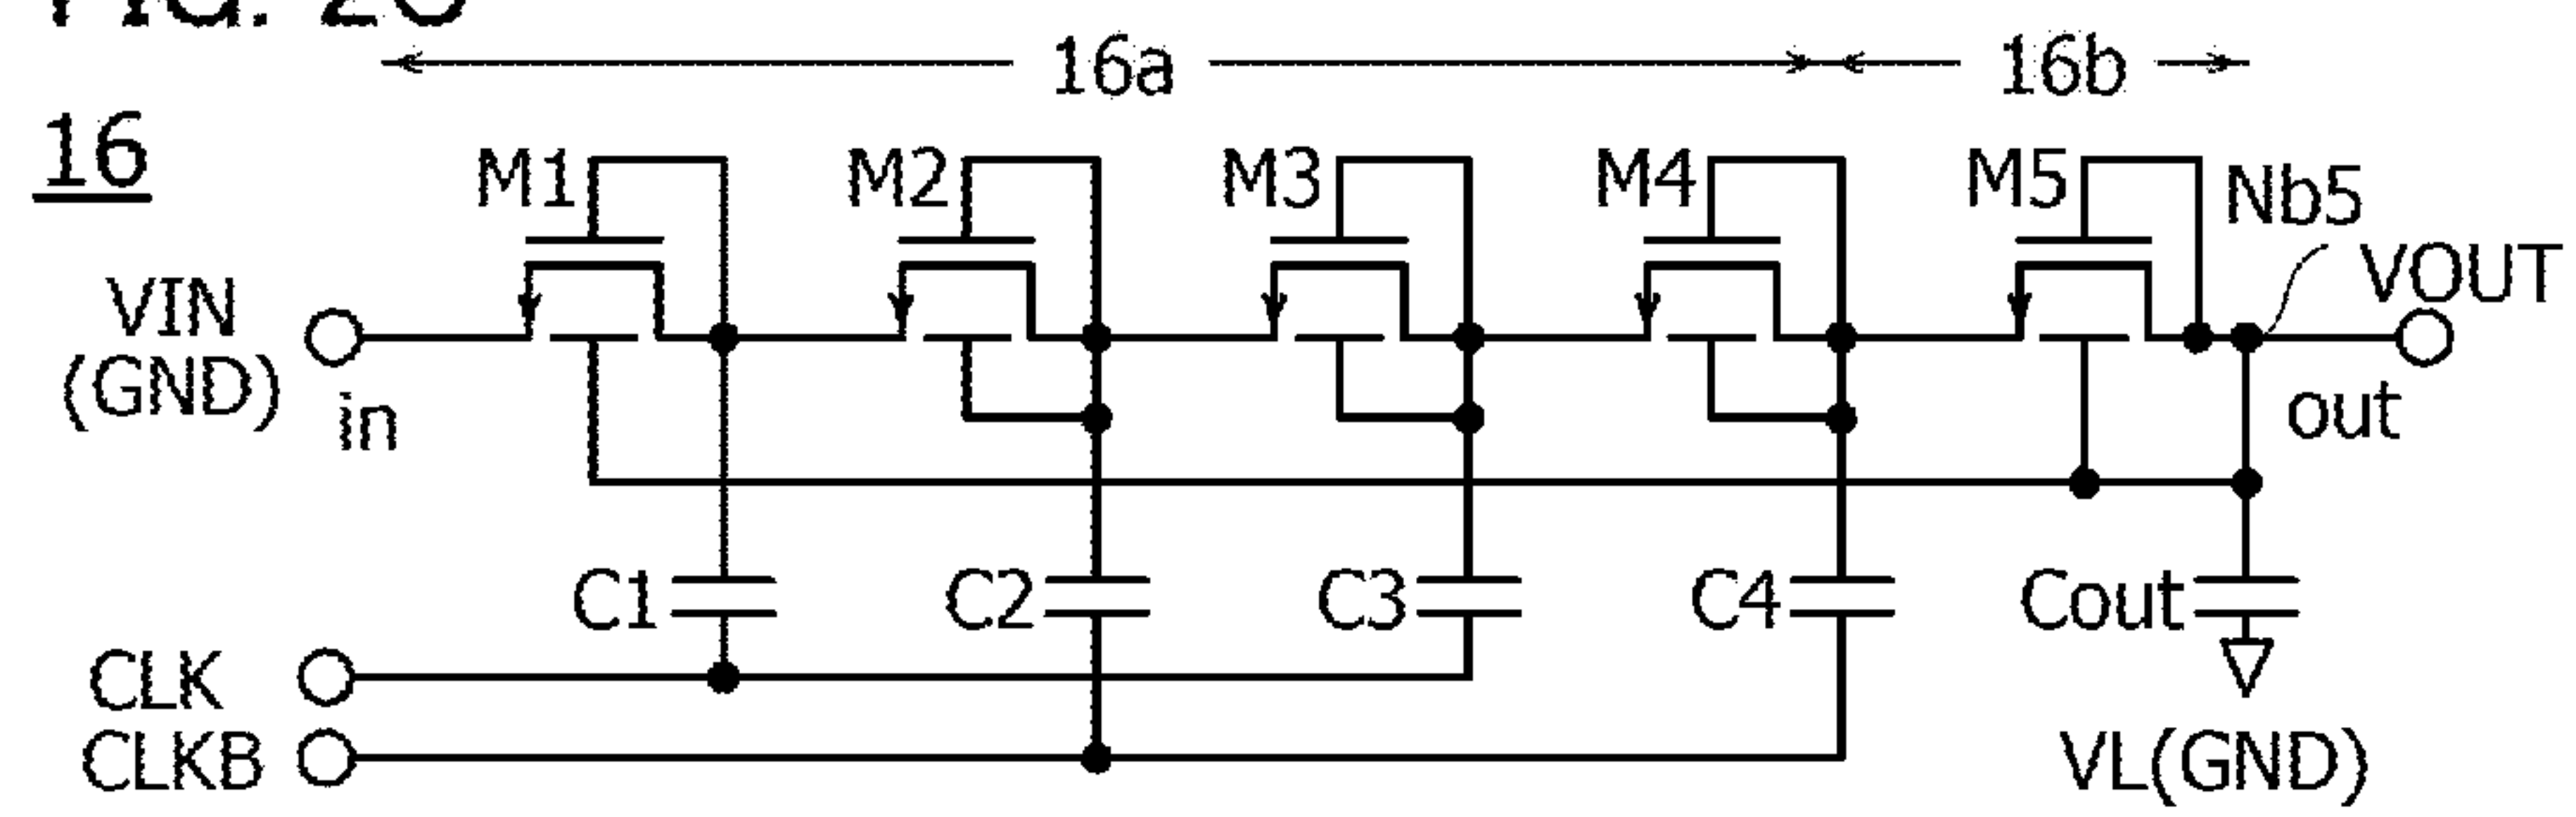 16a
16b
16
M1
M2
M3
M4
M5
Nb5
VIN
(GND)
in
VOUT
out
C1
C2
C3
C4
Cout
CLK
CLKB
VL(GND)